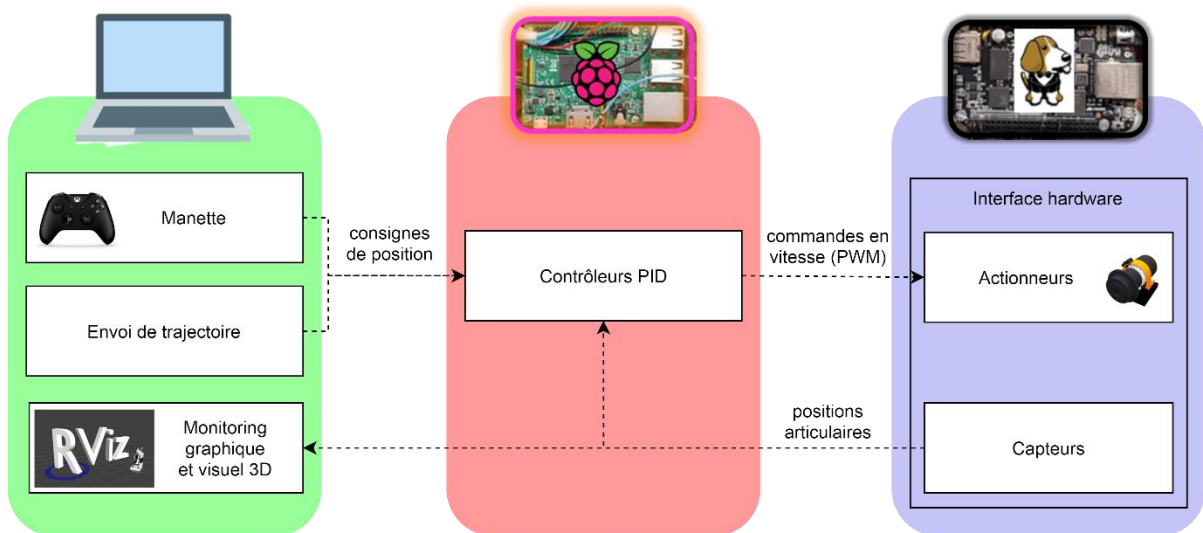 Manette
Envoi de trajectoire
RViz
Monitoring
graphique
et visuel 3D
consignes
de position
Contrôleurs PID
commandes en
vitesse (PWM)
positions
articulaires
Interface hardware
Actionneurs
Capteurs